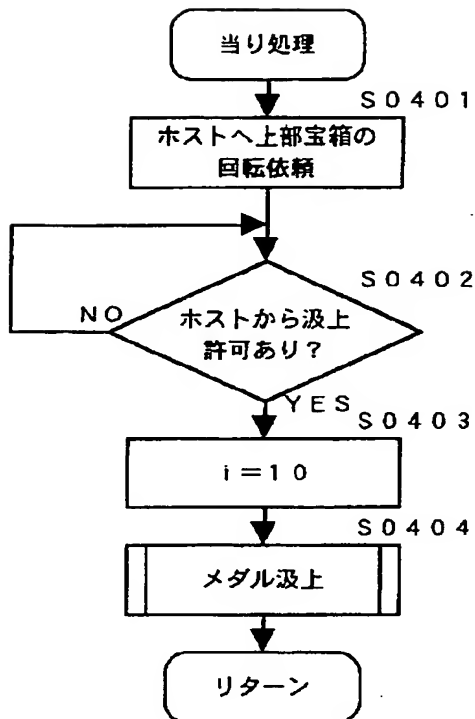 当り処理
S0401
ホストへ上部宝箱の
回転依頼
S0402
NO
ホストから汲上
許可あり?
YES
S0403
i=10
S0404
メダル汲上
リターン